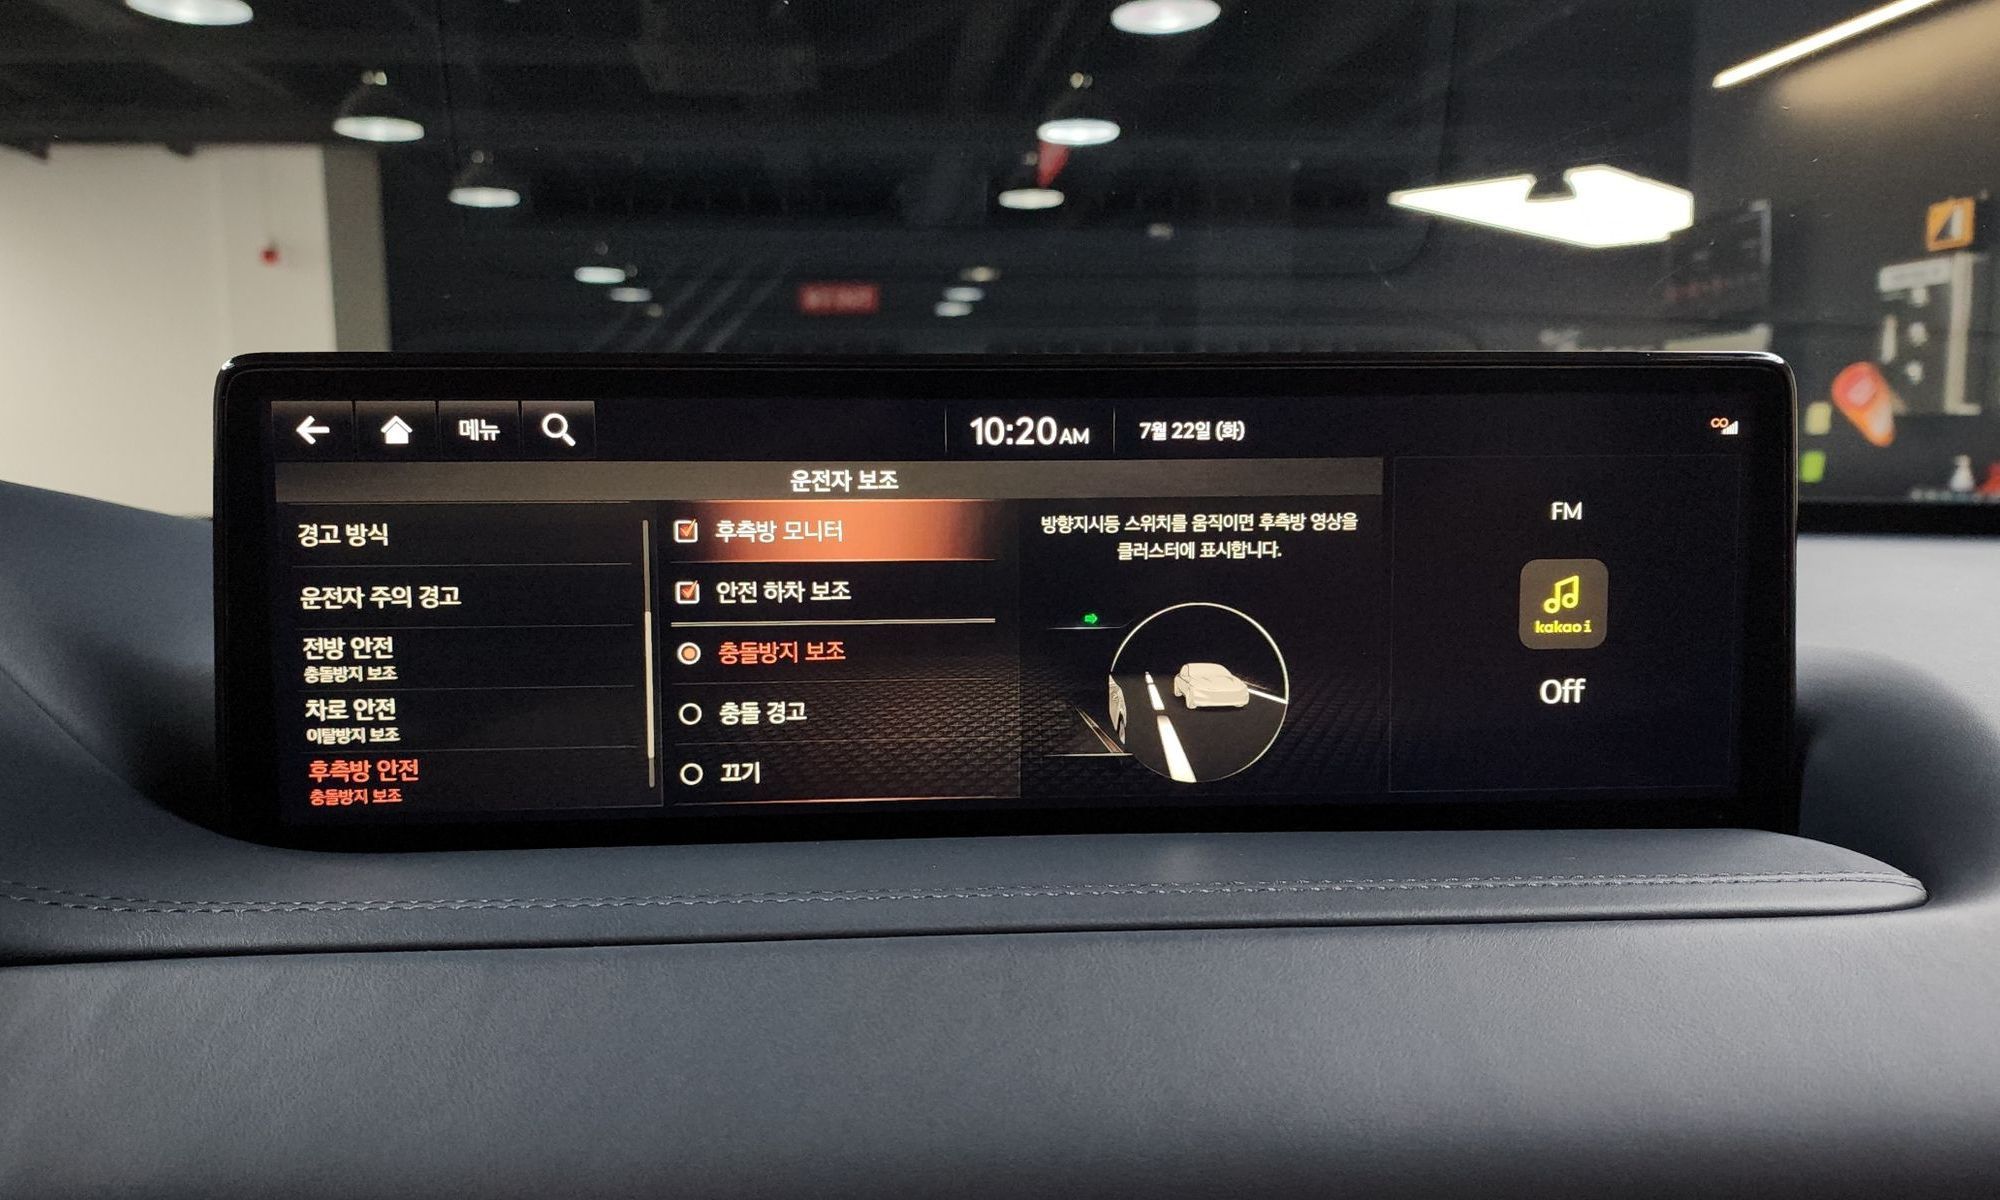 메뉴
10:20AM
7월 22일 (화)
운전자 보조
경고 방식
운전자 주의 경고
전방 안전
충돌방지 보조
차로 안전
이탈방지 보조
후측방 안전
충돌방지 보조
후측방 모니터
안전 하차 보조
충돌방지 보조
충돌 경고
끄기
방향지시등 스위치를 움직이면 후측방 영상을
클러스터에 표시합니다.
FM
kakao i
Off